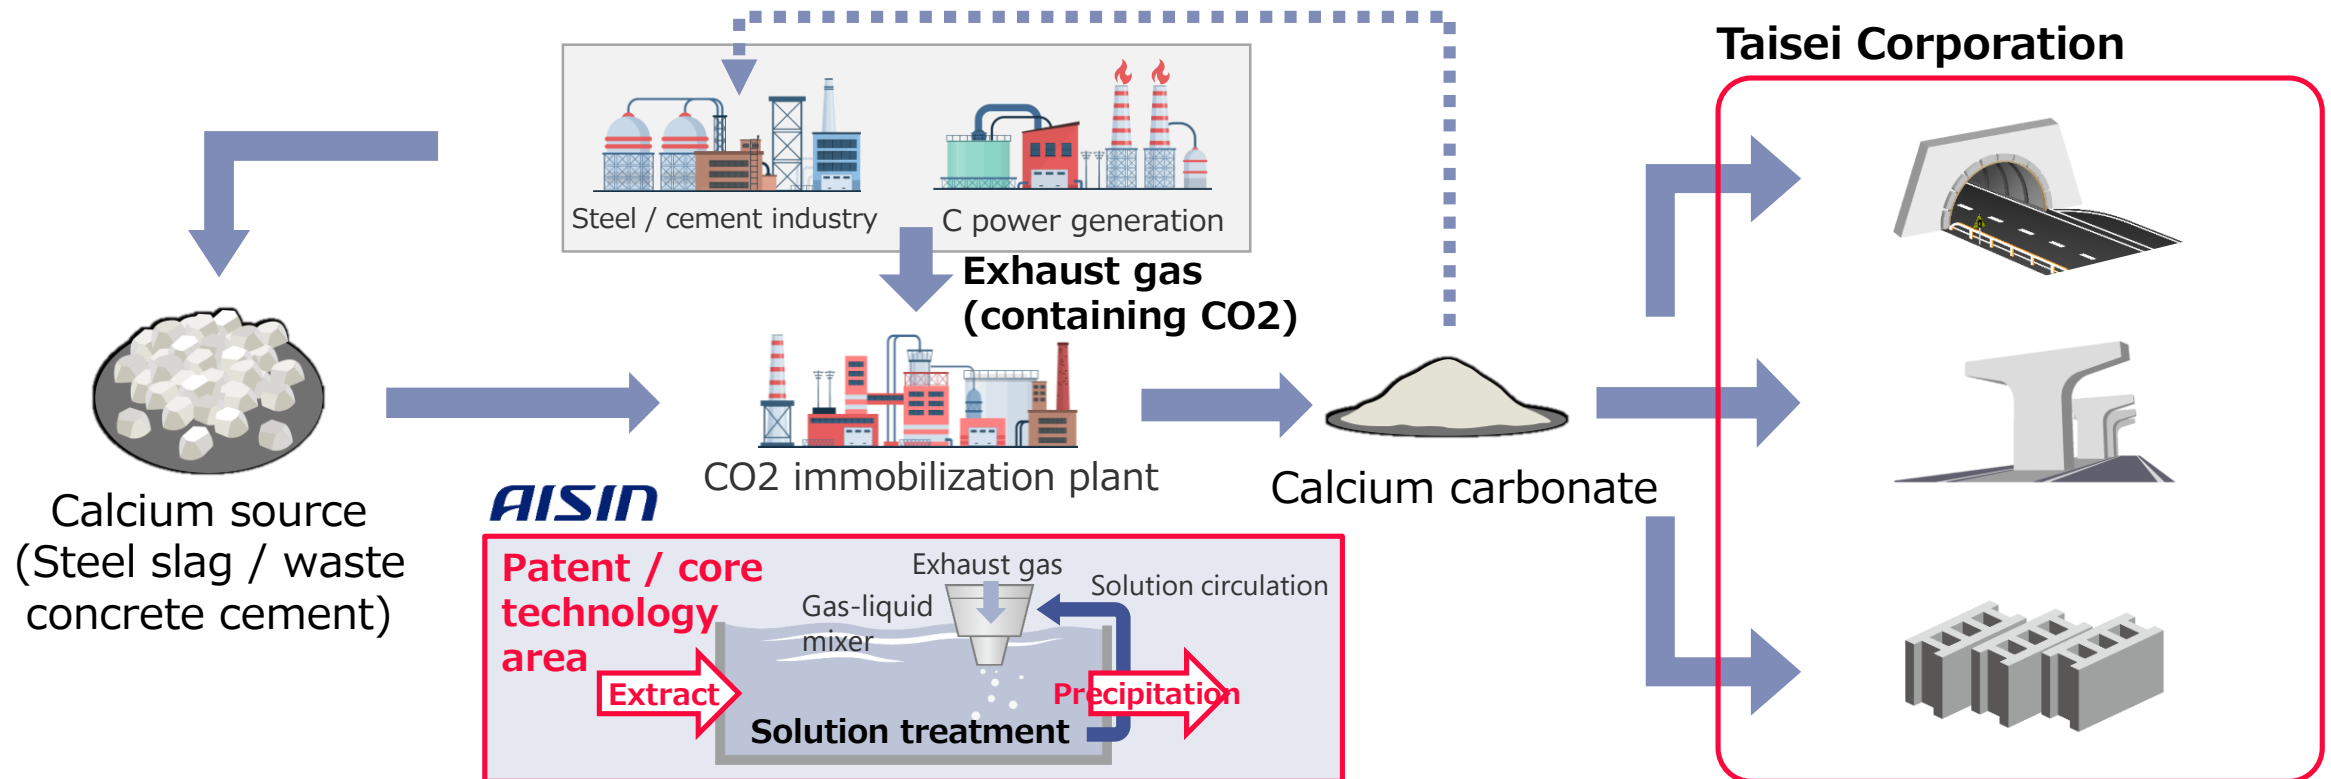 Taisei Corporation
Steel / cement industry
C power generation
Exhaust gas
(containing CO2)
CO2 immobilization plant
Calcium source
(Steel slag / waste
concrete cement)
Calcium carbonate
AISIN
Patent / core
technology
area
Exhaust gas
Solution circulation
Gas-liquid
mixer
Extract
Precipitation
Solution treatment